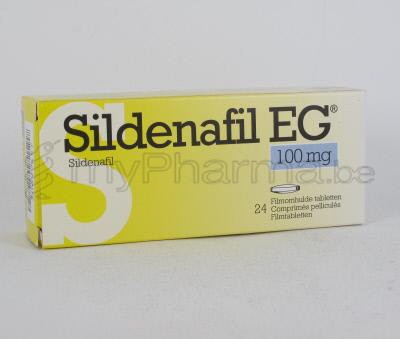 S
Sildenafil EG®
100 mg
Sildenafil
myPharma.be
24 Filmomhulde tabletten
Comprimés pelliculés
Filmtabletten